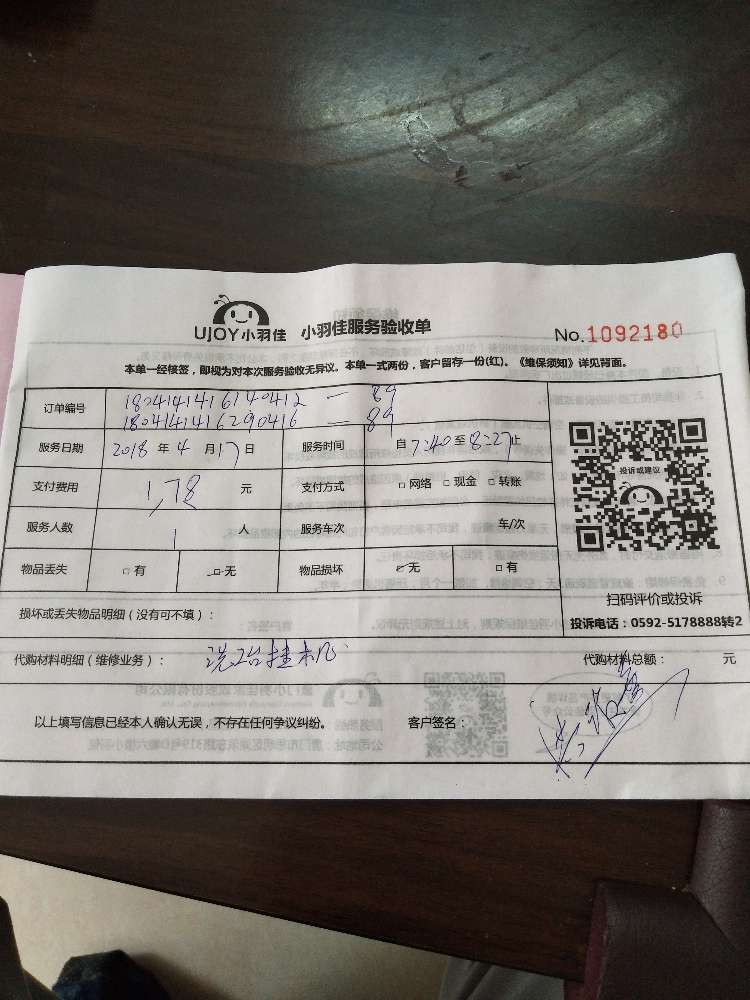 UJOY小羽佳 小羽佳服务验收单 No.1092180
本单一经核签，即视为对本次服务验收无异议。本单一式两份，客户留存一份(红)。《维保须知》详见背面。
订单编号 1804141416140412 — 89
1804141416290416 — 89
服务日期 2018 年 4 月 17 日 服务时间 自 7:40 至 8:27 止
投诉或建议
支付费用 178 元 支付方式 □ 网络 □ 现金 □ 转账
服务人数 1 人 服务车次 车/次
物品丢失 □ 有 □ 无 物品损坏 □ 无 □ 有
扫码评价或投诉
损坏或丢失物品明细（没有可不填）：
投诉电话：0592-5178888转2
代购材料明细（维修业务）： 洗 挂机 代购材料总额： 元
以上填写信息已经本人确认无误，不存在任何争议纠纷。 客户签名：